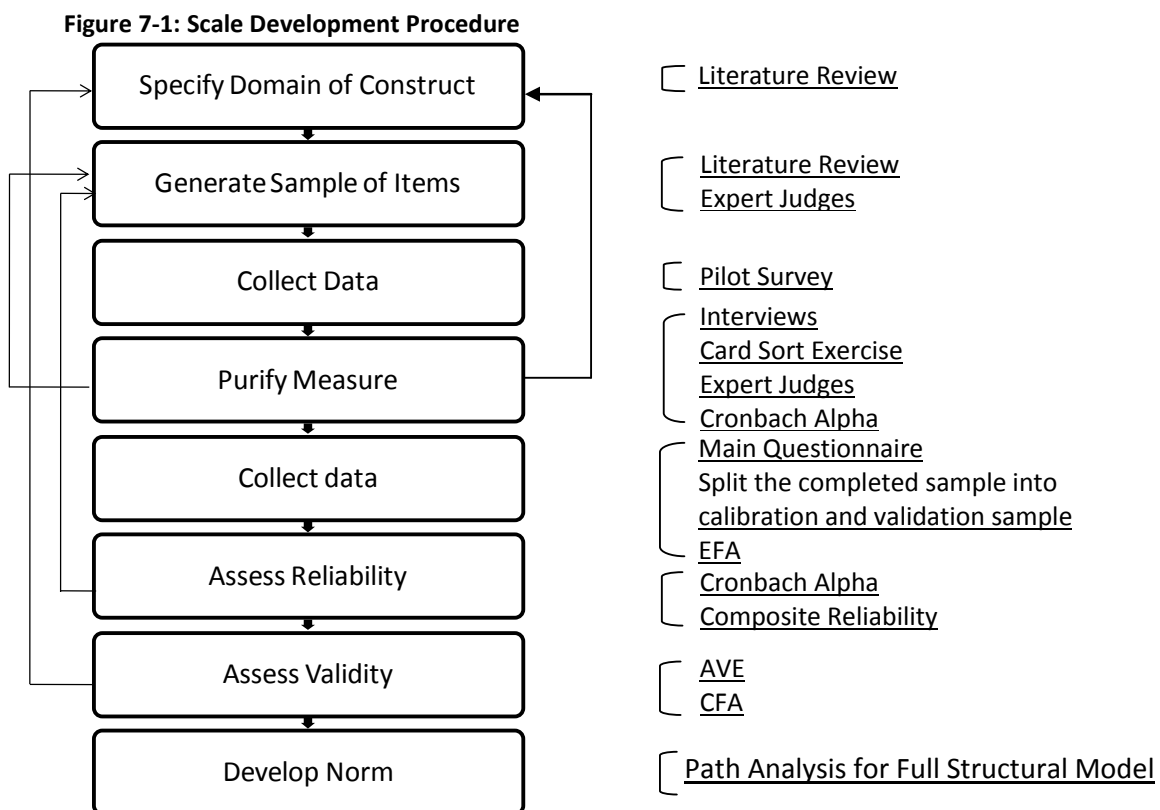 Figure 7-1: Scale Development Procedure
Specify Domain of Construct
Literature Review
Generate Sample of Items
Literature Review
Expert Judges
Collect Data
Pilot Survey
Purify Measure
Interviews
Card Sort Exercise
Expert Judges
Cronbach Alpha
Collect data
Main Questionnaire
Split the completed sample into
calibration and validation sample
EFA
Assess Reliability
Cronbach Alpha
Composite Reliability
Assess Validity
AVE
CFA
Develop Norm
Path Analysis for Full Structural Model